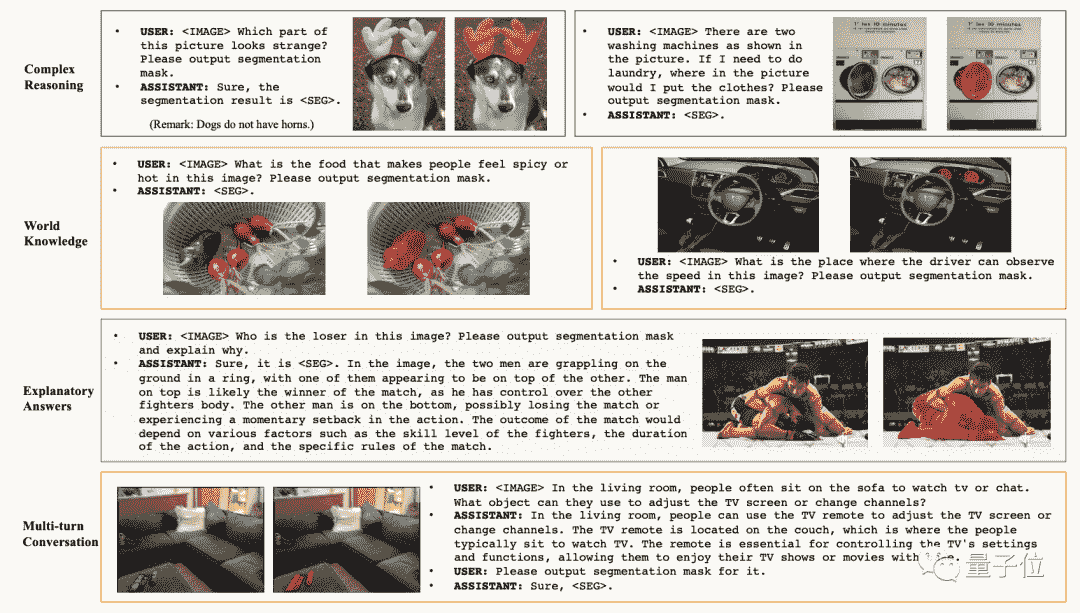 Complex
Reasoning
• USER: <IMAGE> Which part of
this picture looks strange?
Please output segmentation
mask.
• ASSISTANT: Sure, the
segmentation result is <SEG>.
(Remark: Dogs do not have horns.)
• USER: <IMAGE> There are two
washing machines as shown in
the picture. If I need to do
laundry, where in the picture
would I put the clothes? Please
output segmentation mask.
• ASSISTANT: <SEG>.
1€ les 10 minutes
1€ les 10 minutes
World
Knowledge
• USER: <IMAGE> What is the food that makes people feel spicy or
hot in this image? Please output segmentation mask.
• ASSISTANT: <SEG>.
• USER: <IMAGE> What is the place where the driver can observe
the speed in this image? Please output segmentation mask.
• ASSISTANT: <SEG>.
Explanatory
Answers
• USER: <IMAGE> Who is the loser in this image? Please output segmentation mask
and explain why.
• ASSISTANT: Sure, it is <SEG>. In the image, the two men are grappling on the
ground in a ring, with one of them appearing to be on top of the other. The man
on top is likely the winner of the match, as he has control over the other
fighters body. The other man is on the bottom, possibly losing the match or
experiencing a momentary setback in the action. The outcome of the match would
depend on various factors such as the skill level of the fighters, the duration
of the action, and the specific rules of the match.
Multi-turn
Conversation
• USER: <IMAGE> In the living room, people often sit on the sofa to watch tv or chat.
What object can they use to adjust the TV screen or change channels?
• ASSISTANT: In the living room, people can use the TV remote to adjust the TV screen or
change channels. The TV remote is located on the couch, which is where the people
typically sit to watch TV. The remote is essential for controlling the TV's settings
and functions, allowing them to enjoy their TV shows or movies with
• USER: Please output segmentation mask for it.
• ASSISTANT: Sure, <SEG>.
量子位